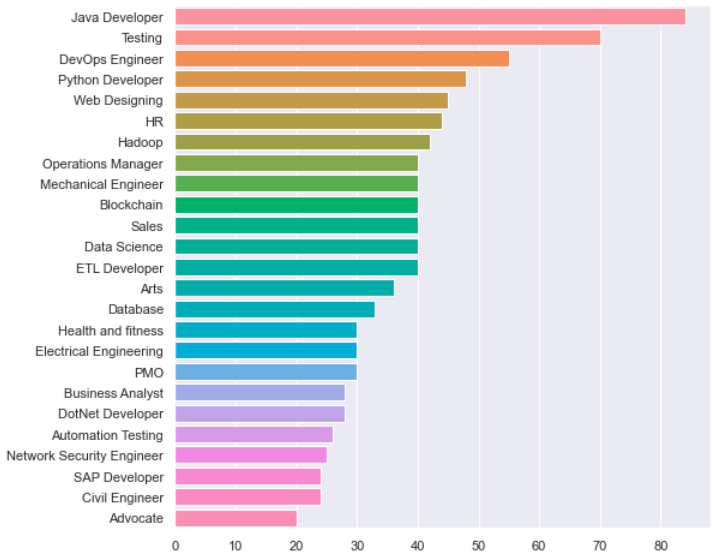 Java Developer
Testing
DevOps Engineer
Python Developer
Web Designing
HR
Hadoop
Operations Manager
Mechanical Engineer
Blockchain
Sales
Data Science
ETL Developer
Arts
Database
Health and fitness
Electrical Engineering
PMO
Business Analyst
DotNet Developer
Automation Testing
Network Security Engineer
SAP Developer
Civil Engineer
Advocate
0 10 20 30 40 50 60 70 80